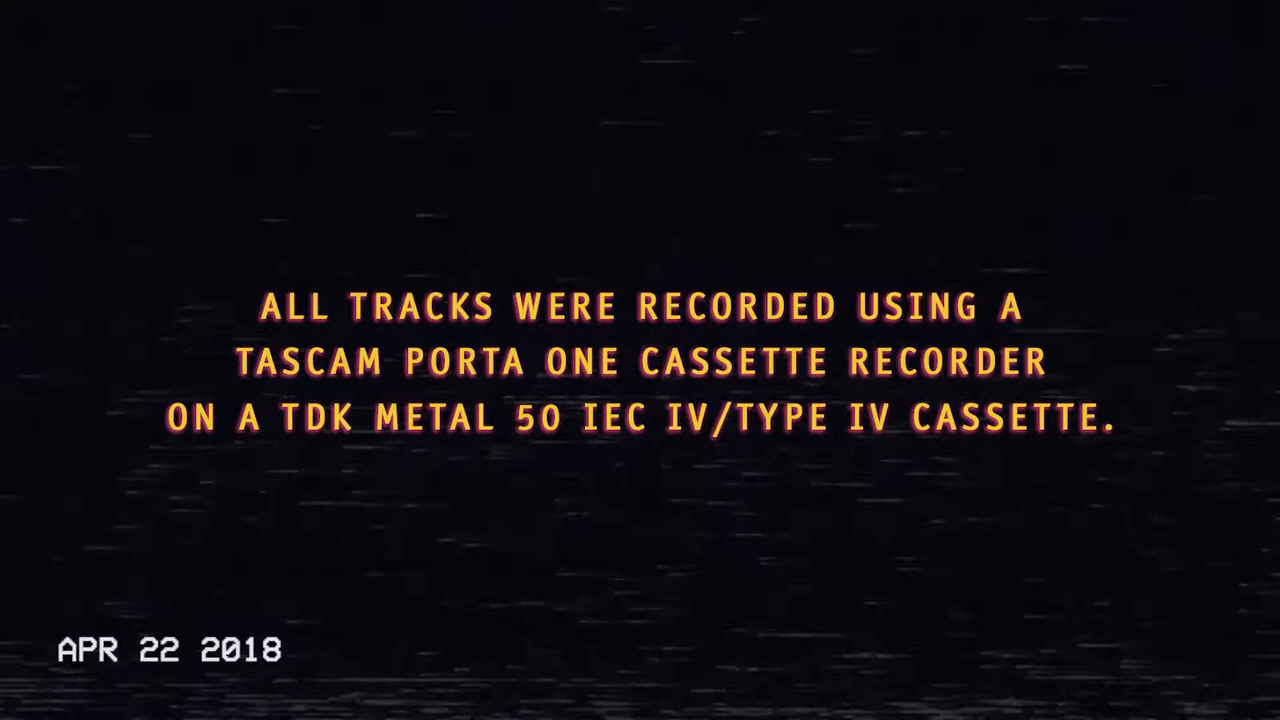 ALL TRACKS WERE RECORDED USING A
TASCAM PORTA ONE CASSETTE RECORDER
ON A TDK METAL 50 IEC IV/TYPE IV CASSETTE.
APR 22 2018